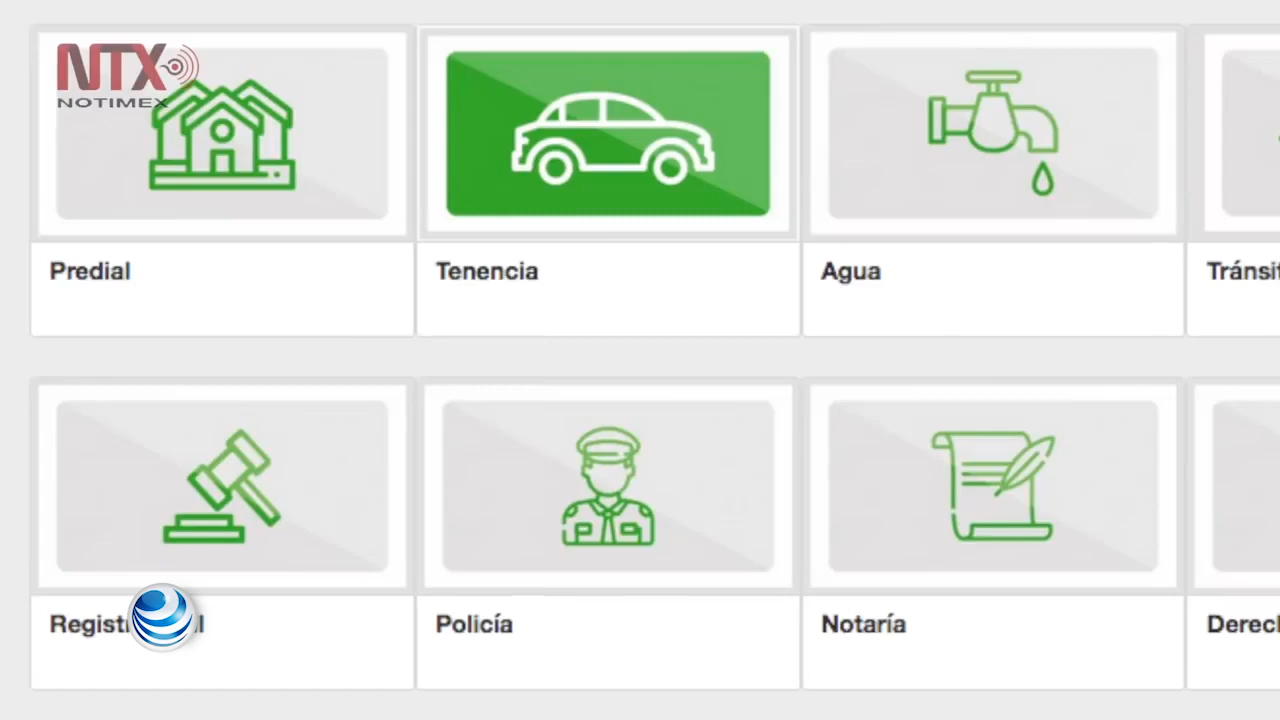 NTX
NOTIMEX
Predial
Tenencia
Agua
Policía
Notaría